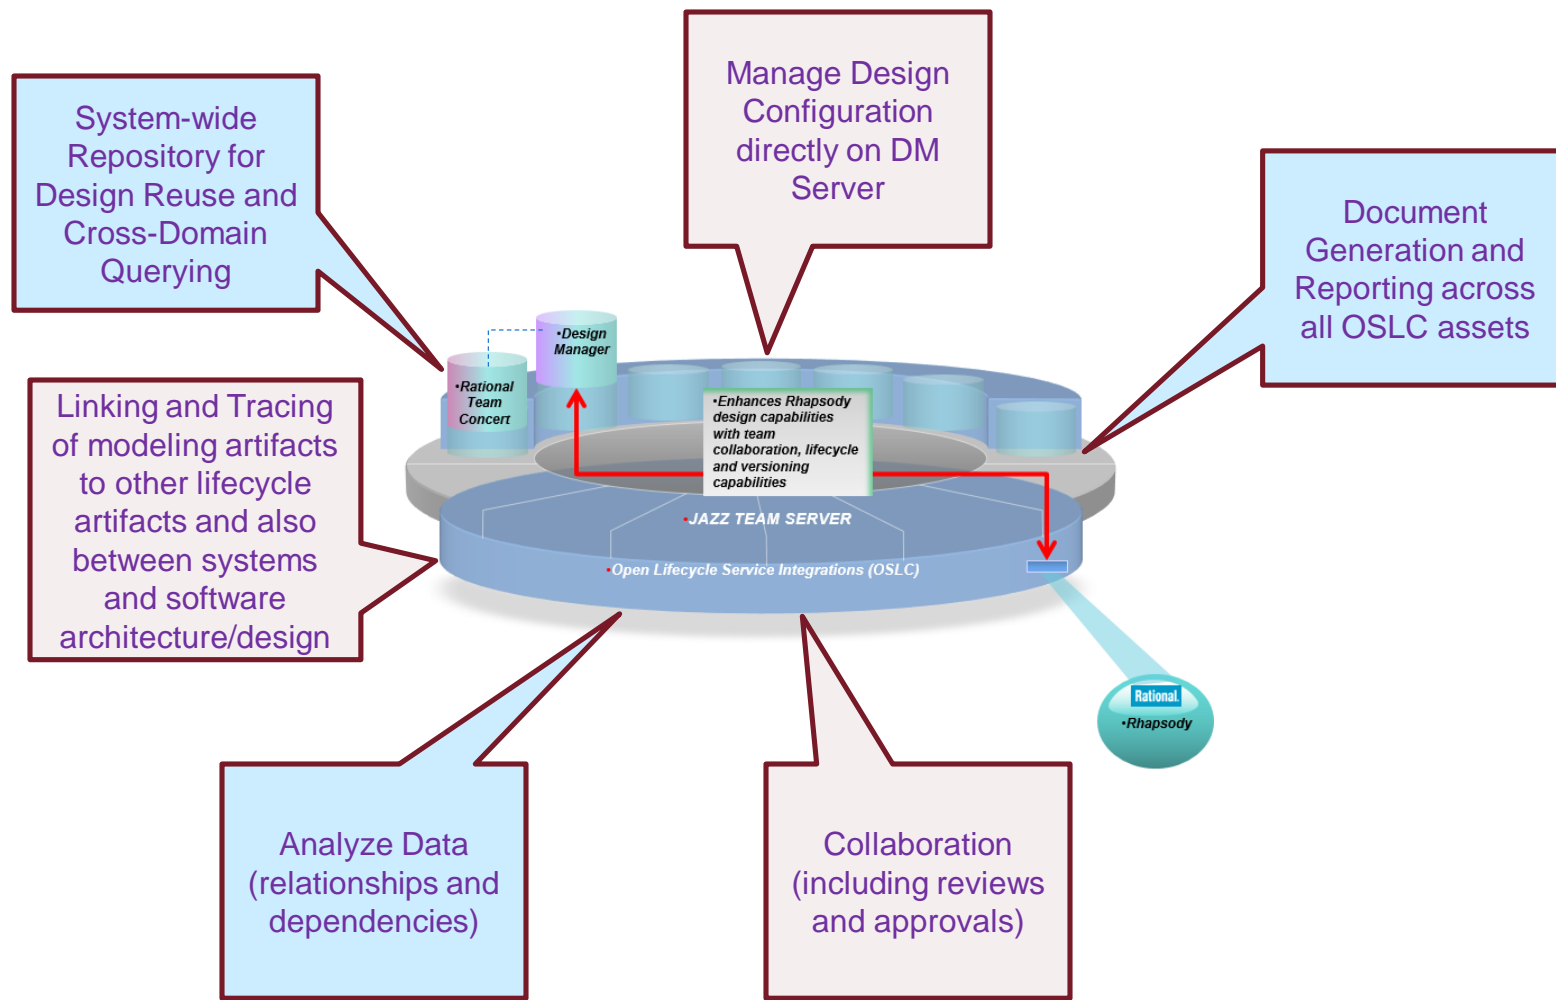 System-wide
Repository for
Design Reuse and
Cross-Domain
Querying
Manage Design
Configuration
directly on DM
Server
Document
Generation and
Reporting across
all OSLC assets
Linking and Tracing
of modeling artifacts
to other lifecycle
artifacts and also
between systems
and software
architecture/design
•Design
Manager
•Rational
Team
Concert
•Enhances Rhapsody
design capabilities
with team
collaboration, lifecycle
and versioning
capabilities
•JAZZ TEAM SERVER
•Open Lifecycle Service Integrations (OSLC)
Rational.
•Rhapsody
Analyze Data
(relationships and
dependencies)
Collaboration
(including reviews
and approvals)